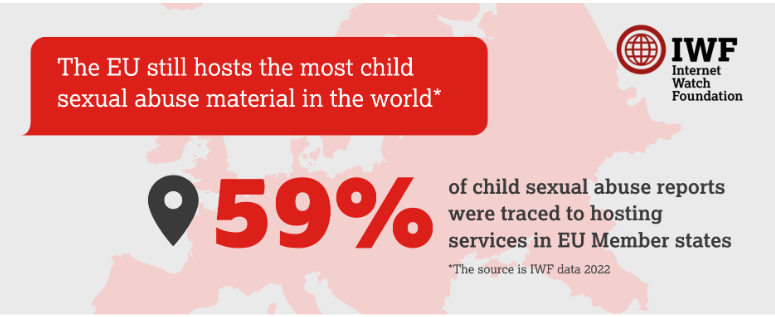 The EU still hosts the most child
sexual abuse material in the world*
IWF
Internet
Watch
Foundation
59%
of child sexual abuse reports
were traced to hosting
services in EU Member states
*The source is IWF data 2022